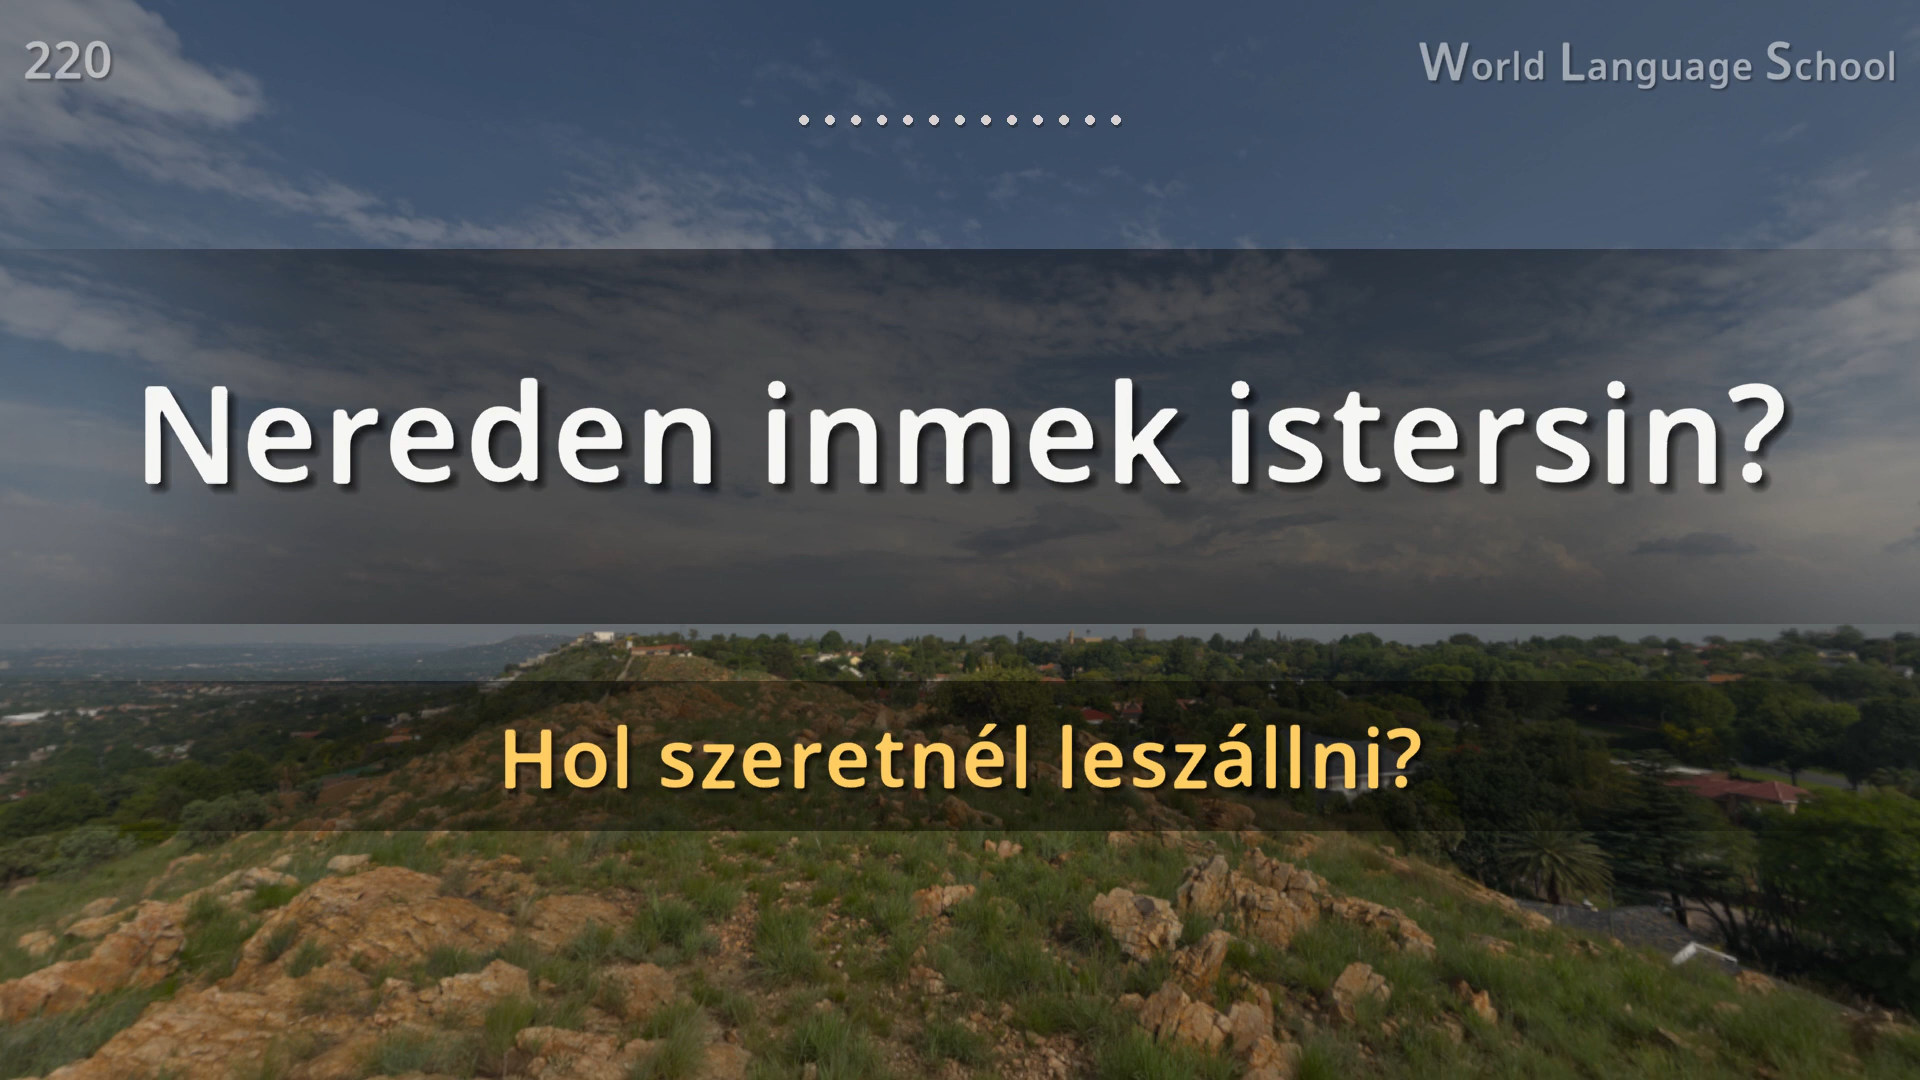 220
World Language School
Nereden inmek istersin?
Hol szeretnél leszállni?